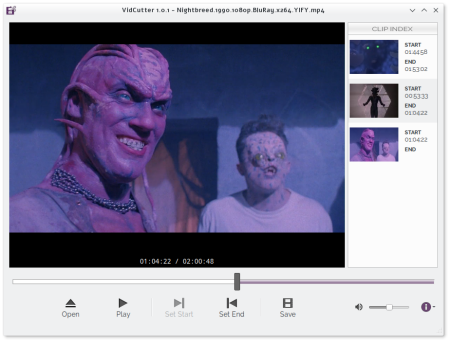 VidCutter 1.0.1 - Nightbreed.1990.1080p.BluRay.x264.YIFY.mp4
CLIP INDEX
START
01:44:58
END
01:53:02
START
00:53:33
END
01:04:22
START
01:04:22
END
01:04:22 / 02:00:48
Open
Play
Set Start
Set End
Save